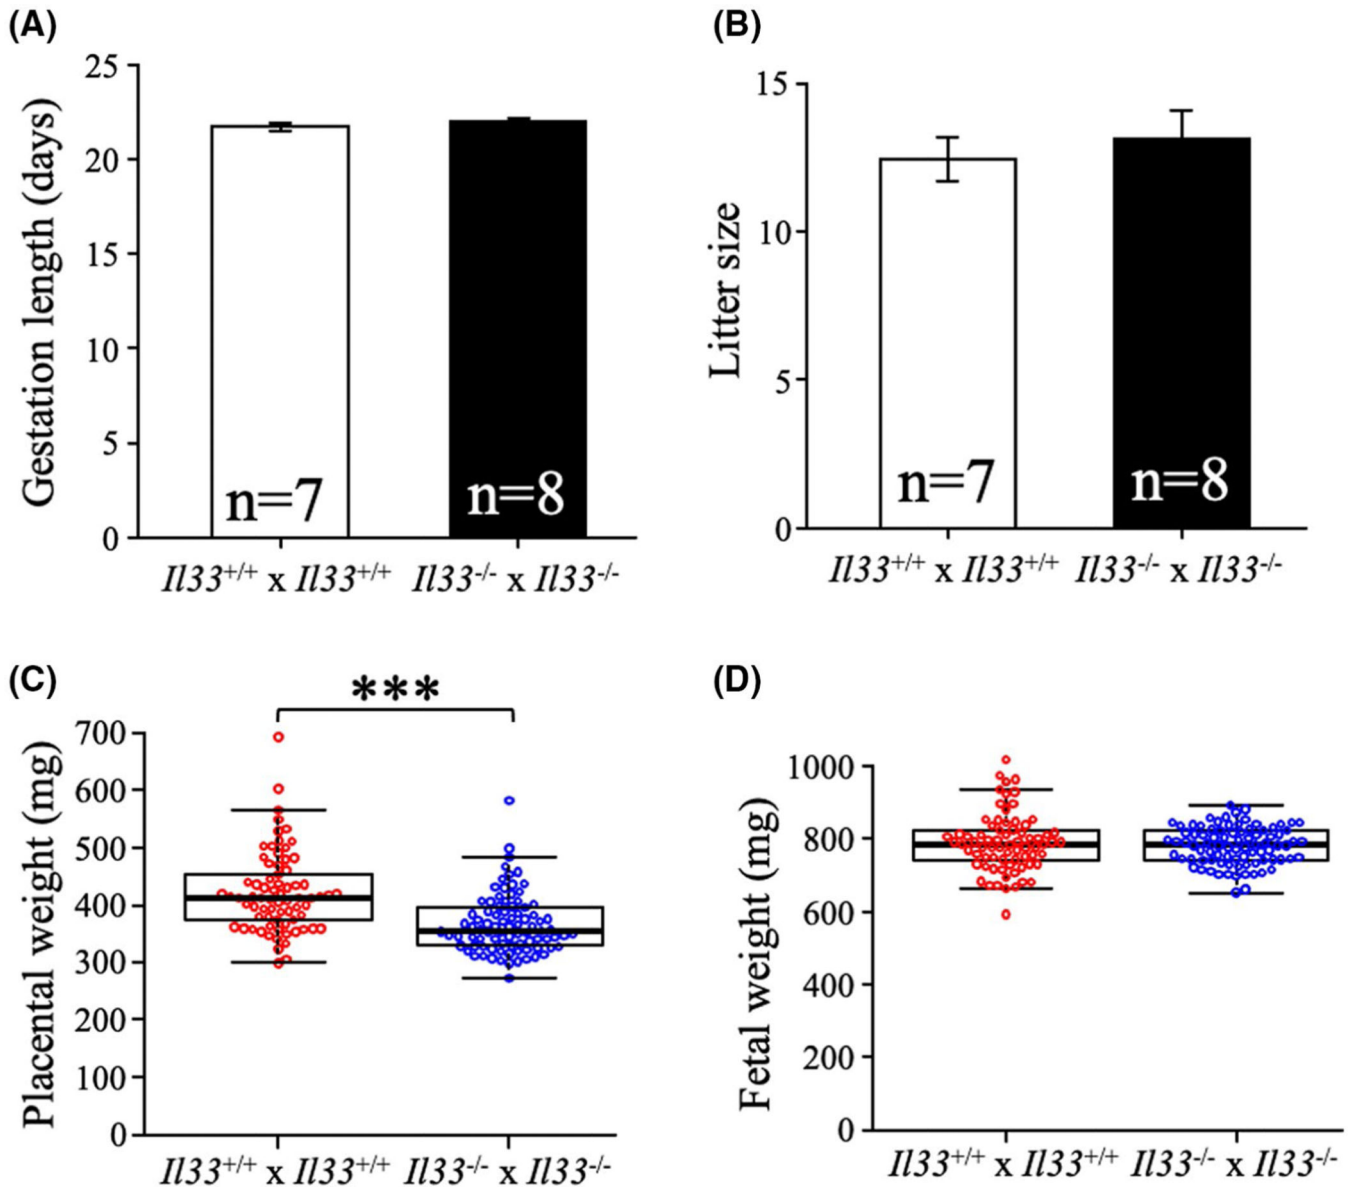 (A)
25
20
15
10
5
0
Gestation length (days)
n=7
n=8
Il33+/+ x Il33+/+
Il33-/- x Il33-/-
(B)
15
10
5
0
Litter size
n=7
n=8
Il33+/+ x Il33+/+
Il33-/- x Il33-/-
(C)
***
700
600
500
400
300
200
100
0
Placental weight (mg)
Il33+/+ x Il33+/+
Il33-/- x Il33-/-
(D)
1000
800
600
400
200
0
Fetal weight (mg)
Il33+/+ x Il33+/+
Il33-/- x Il33-/-